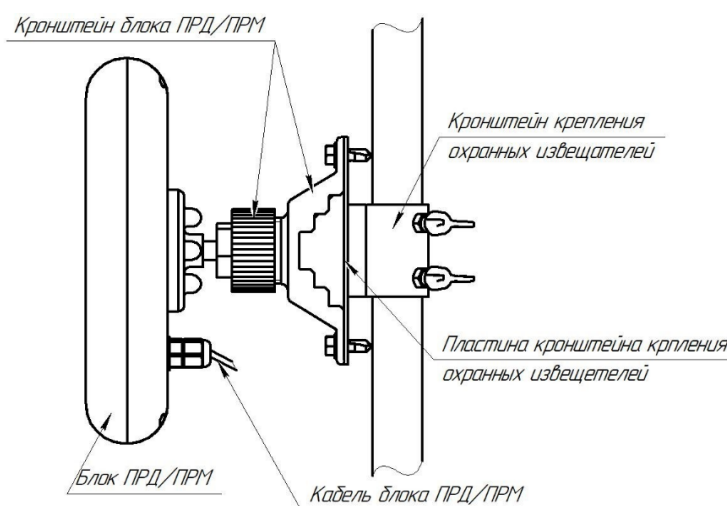 Кронштейн блока ПРД/ПРМ
Кронштейн крепления
охранных извещателей
Пластина кронштейна крпления
охранных извещетелей
Блок ПРД/ПРМ
Кабель блока ПРД/ПРМ